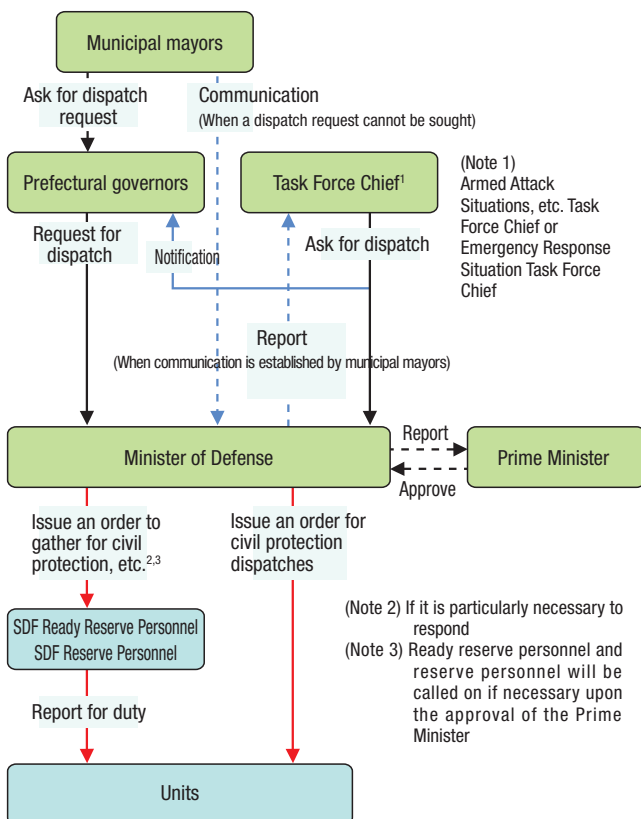 Municipal mayors
Ask for dispatch
request
Communication
(When a dispatch request cannot be sought)
Prefectural governors
Task Force Chief1
(Note 1)
Armed Attack
Situations, etc. Task
Force Chief or
Emergency Response
Situation Task Force
Chief
Request for
dispatch
Notification
Ask for dispatch
Report
(When communication is established by municipal mayors)
Minister of Defense
Report
Approve
Prime Minister
Issue an order to
gather for civil
protection, etc.2,3
Issue an order for
civil protection
dispatches
SDF Ready Reserve Personnel
SDF Reserve Personnel
(Note 2) If it is particularly necessary to
respond
(Note 3) Ready reserve personnel and
reserve personnel will be
called on if necessary upon
the approval of the Prime
Minister
Report for duty
Units